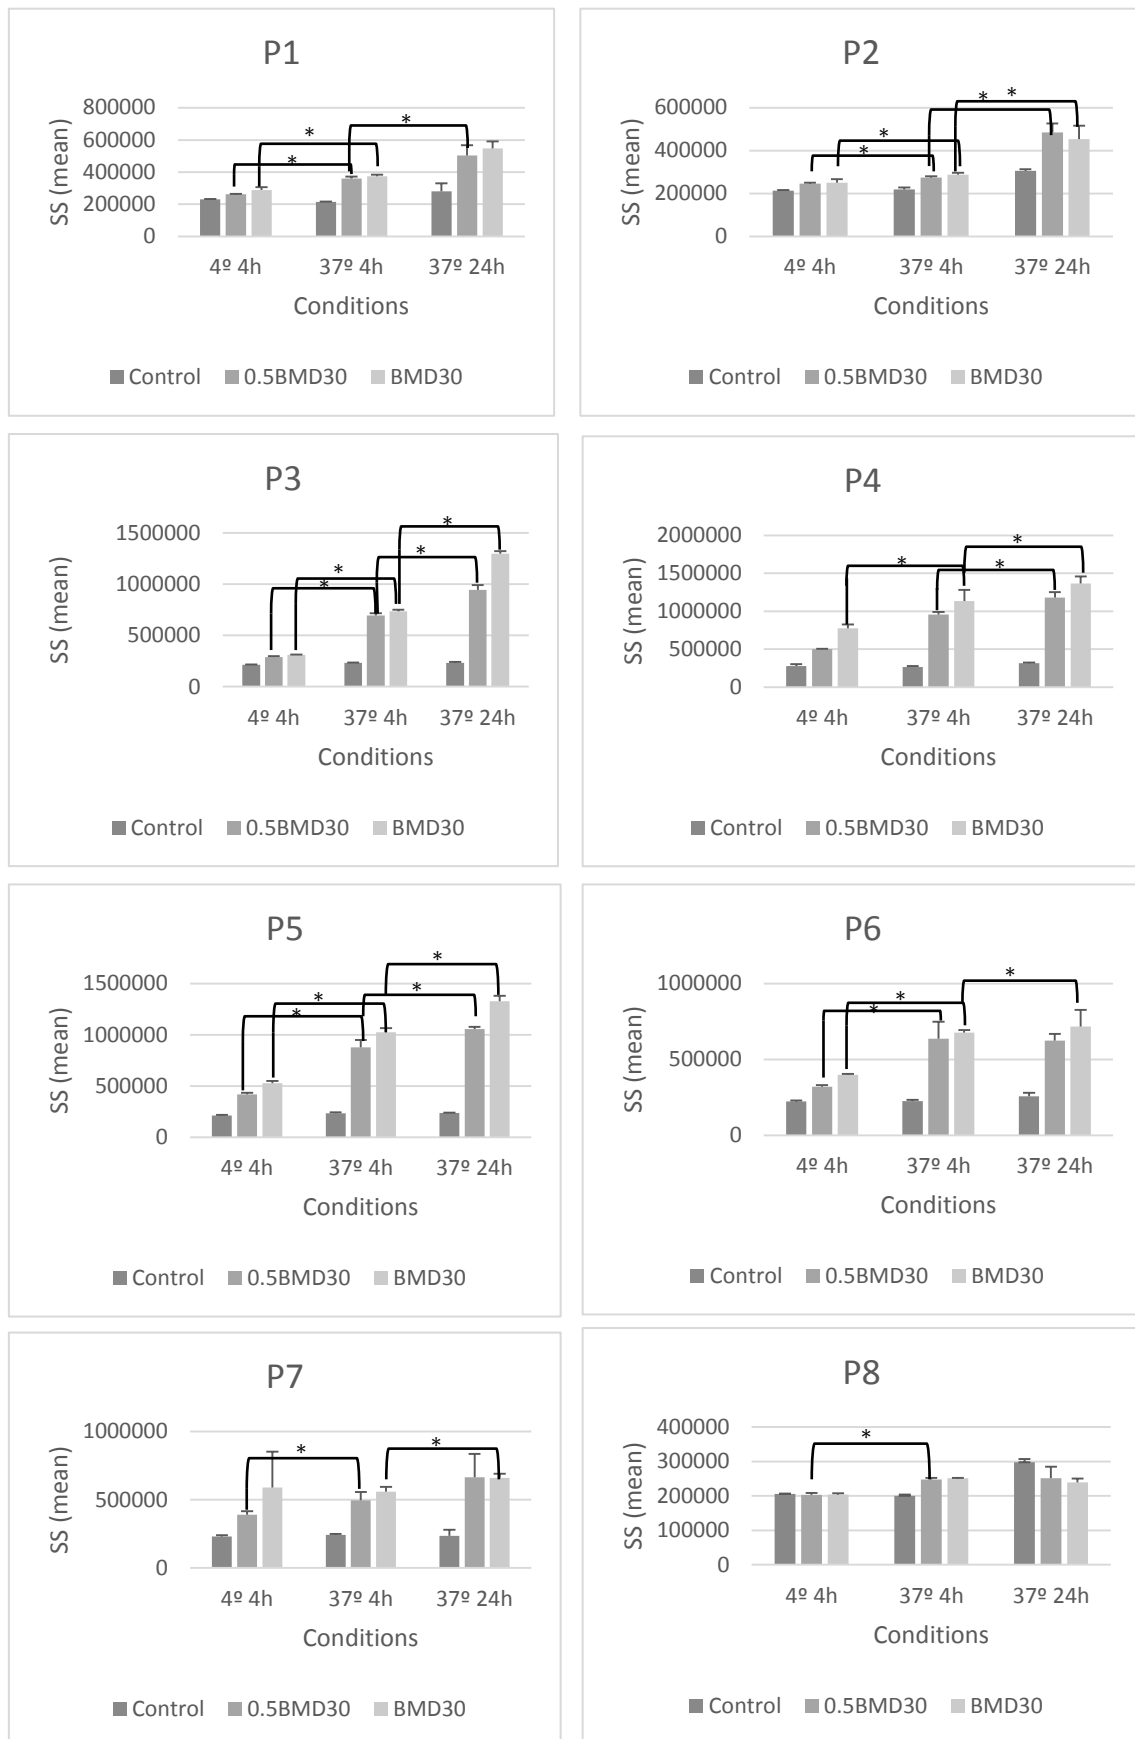 P1
800000
600000
400000
200000
0
SS (mean)
* * *
4º 4h 37º 4h 37º 24h
Conditions
Control 0.5BMD30 BMD30
P2
600000
400000
200000
0
SS (mean)
* * * *
4º 4h 37º 4h 37º 24h
Conditions
Control 0.5BMD30 BMD30
P3
1500000
1000000
500000
0
SS (mean)
* * * *
4º 4h 37º 4h 37º 24h
Conditions
Control 0.5BMD30 BMD30
P4
2000000
1500000
1000000
500000
0
SS (mean)
* * *
4º 4h 37º 4h 37º 24h
Conditions
Control 0.5BMD30 BMD30
P5
1500000
1000000
500000
0
SS (mean)
* * * *
4º 4h 37º 4h 37º 24h
Conditions
Control 0.5BMD30 BMD30
P6
1000000
500000
0
SS (mean)
* * *
4º 4h 37º 4h 37º 24h
Conditions
Control 0.5BMD30 BMD30
P7
1000000
500000
0
SS (mean)
* *
4º 4h 37º 4h 37º 24h
Conditions
Control 0.5BMD30 BMD30
P8
400000
300000
200000
100000
0
SS (mean)
*
4º 4h 37º 4h 37º 24h
Conditions
Control 0.5BMD30 BMD30